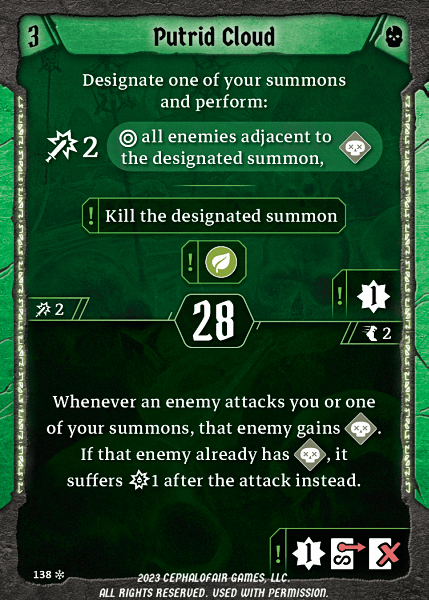 3
Putrid Cloud
Designate one of your summons
and perform:
2
all enemies adjacent to
the designated summon,
! Kill the designated summon
!
! 1
2
28
2
Whenever an enemy attacks you or one
of your summons, that enemy gains .
If that enemy already has , it
suffers 1 after the attack instead.
! 1
138
2023 CEPHALOFAIR GAMES, LLC.
ALL RIGHTS RESERVED. USED WITH PERMISSION.